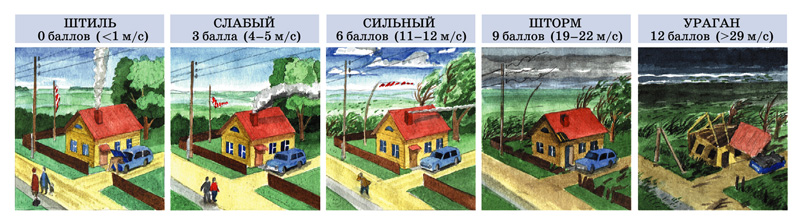 ШТИЛЬ
0 баллов (<1 м/с)
СЛАБЫЙ
3 балла (4–5 м/с)
СИЛЬНЫЙ
6 баллов (11–12 м/с)
ШТОРМ
9 баллов (19–22 м/с)
УРАГАН
12 баллов (>29 м/с)